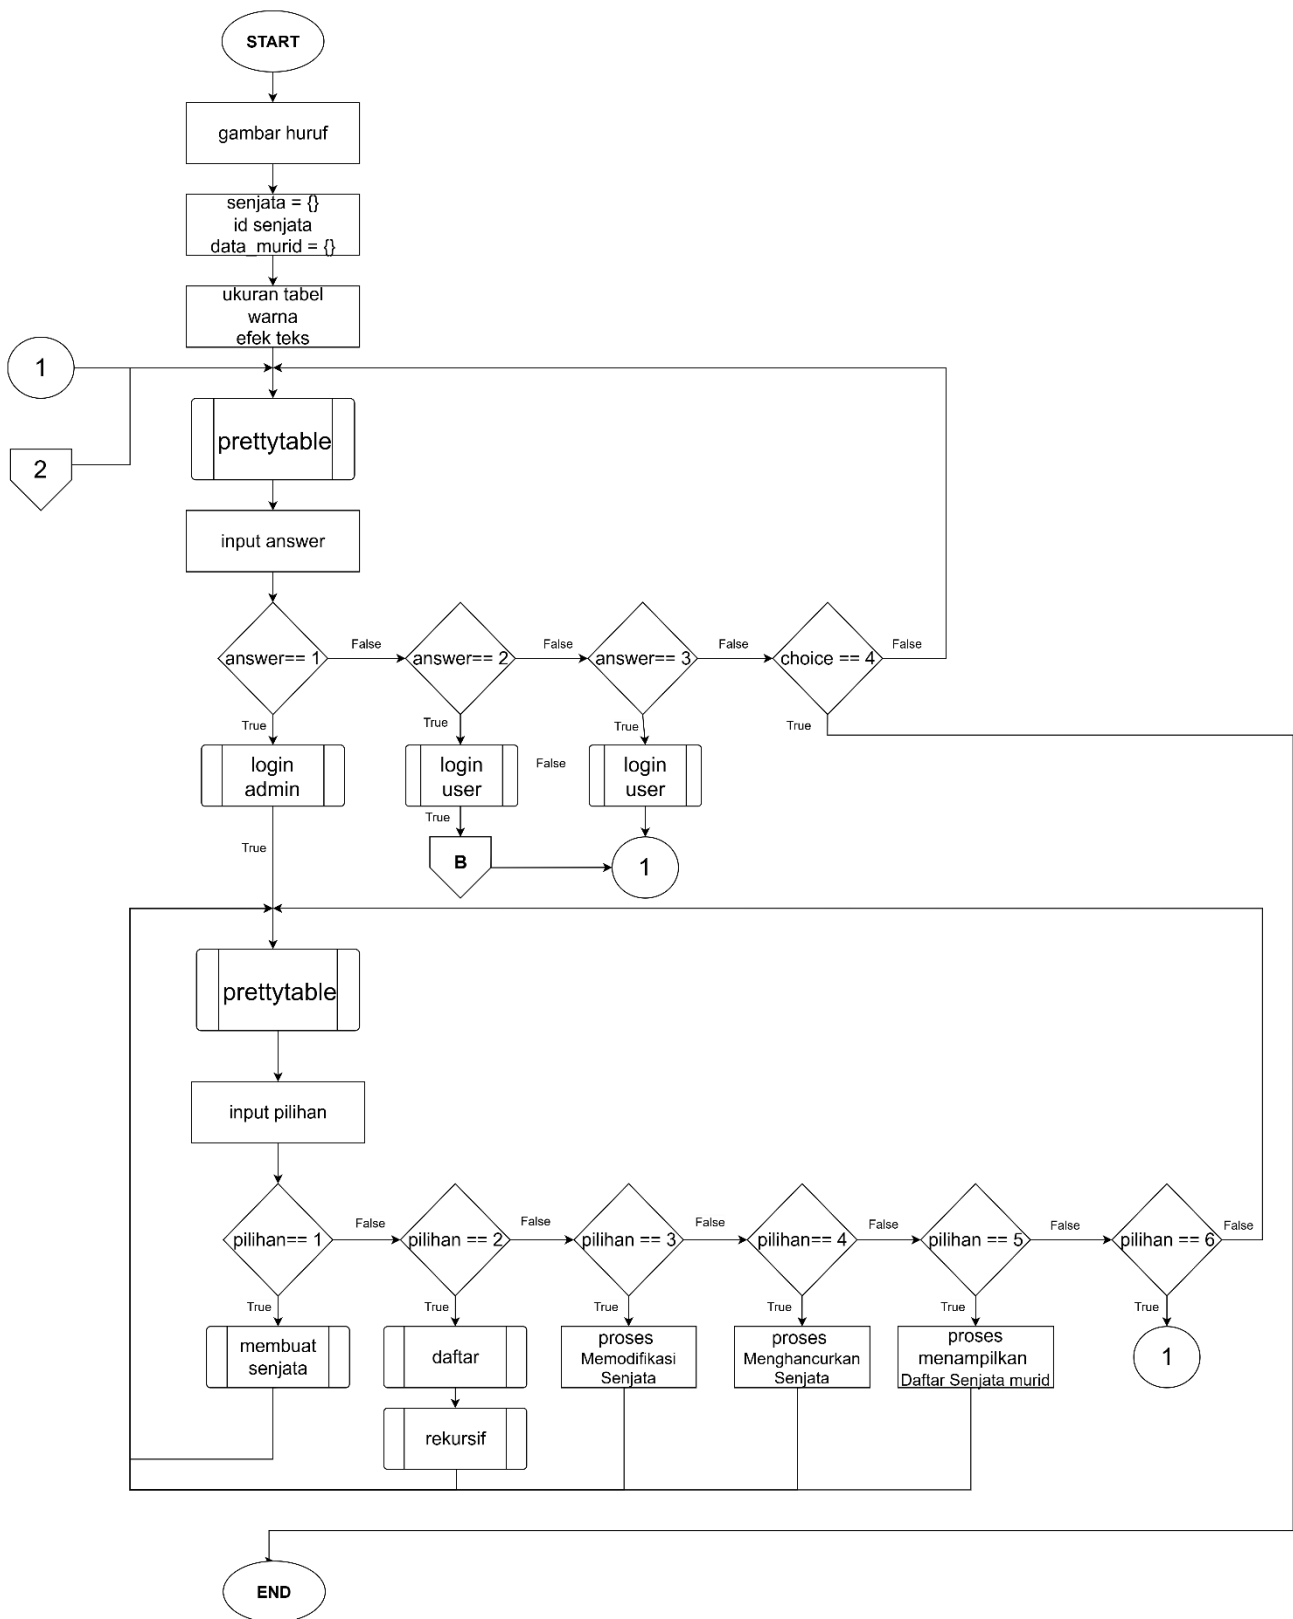 START
gambar huruf
senjata = {}
id senjata
data_murid = {}
ukuran tabel
warna
efek teks
1
prettytable
2
input answer
answer== 1
False
answer== 2
False
answer== 3
False
choice == 4
False
True
True
True
True
login
admin
login
user
False
login
user
True
True
B
1
prettytable
input pilihan
pilihan== 1
False
pilihan == 2
False
pilihan == 3
False
pilihan== 4
False
pilihan == 5
False
pilihan == 6
False
True
True
True
True
True
True
membuat
senjata
daftar
proses
Memodifikasi
Senjata
proses
Menghancurkan
Senjata
proses
menampilkan
Daftar Senjata murid
1
rekursif
END